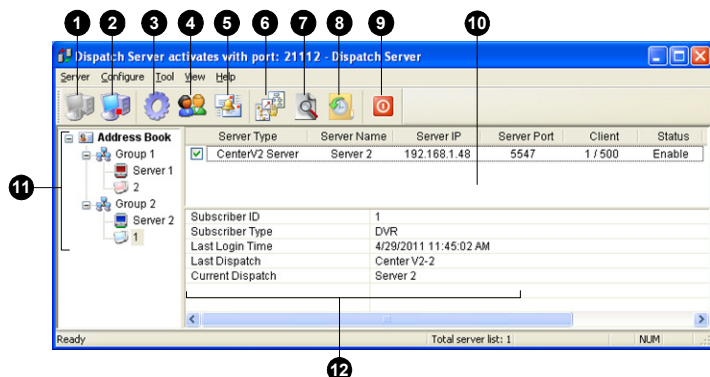 1 2 3 4 5 6 7 8 9 10
Dispatch Server activates with port: 21112 - Dispatch Server
Server Configure Tool View Help
Address Book
Group 1
Server 1
2
Group 2
Server 2
1
11
Server Type Server Name Server IP Server Port Client Status
CenterV2 Server Server 2 192.168.1.48 5547 1 / 500 Enable
Subscriber ID 1
Subscriber Type DVR
Last Login Time 4/29/2011 11:45:02 AM
Last Dispatch Center V2-2
Current Dispatch Server 2
Ready Total server list: 1 NUM
12